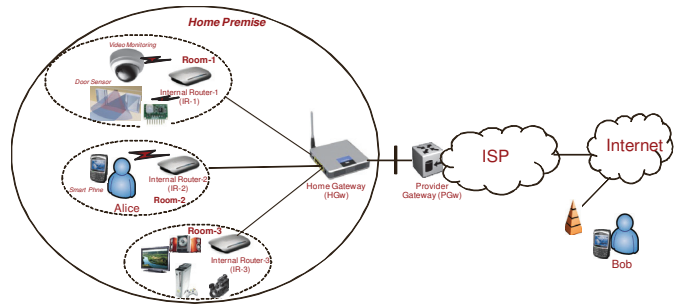 Home Premise
Video Monitoring
Room-1
Door Sensor
Internal Router-1
(IR-1)
Smart Phne
Alice
Internal Router-2
(IR-2)
Room-2
Room-3
Internal Router-3
(IR-3)
Home Gateway
(HGw)
Provider
Gateway (PGw)
ISP
Internet
Bob